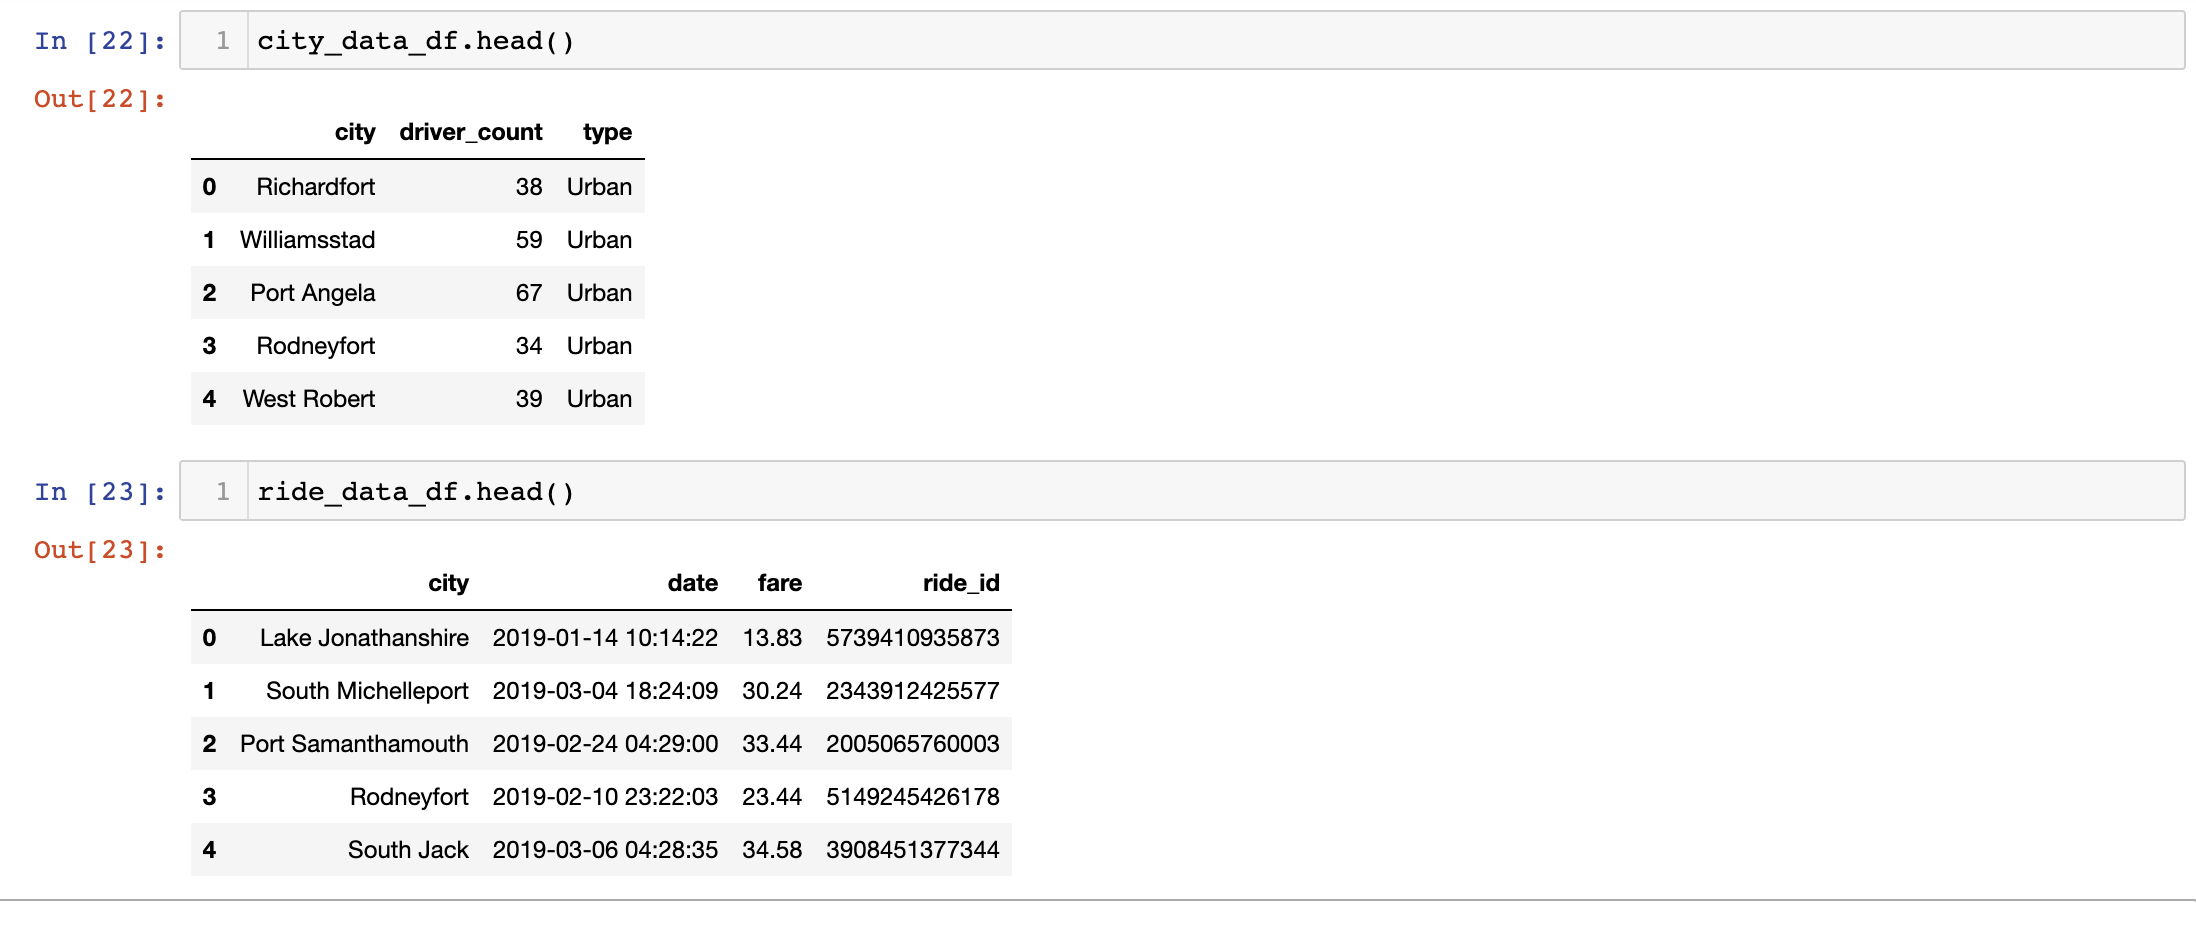 In [22]: 1 city_data_df.head()
Out[22]:
city driver_count type
0 Richardfort 38 Urban
1 Williamsstad 59 Urban
2 Port Angela 67 Urban
3 Rodneyfort 34 Urban
4 West Robert 39 Urban
In [23]: 1 ride_data_df.head()
Out[23]:
city date fare ride_id
0 Lake Jonathanshire 2019-01-14 10:14:22 13.83 5739410935873
1 South Michelleport 2019-03-04 18:24:09 30.24 2343912425577
2 Port Samanthamouth 2019-02-24 04:29:00 33.44 2005065760003
3 Rodneyfort 2019-02-10 23:22:03 23.44 5149245426178
4 South Jack 2019-03-06 04:28:35 34.58 3908451377344